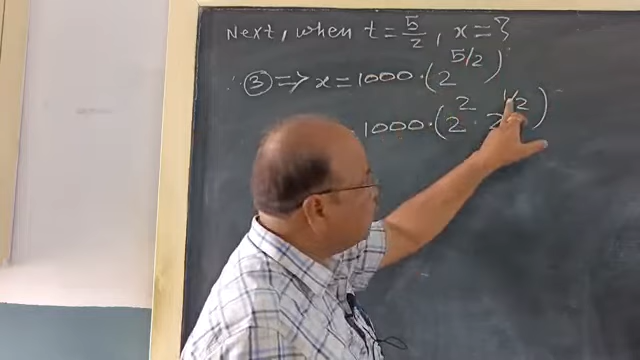 Next, when t = 5/2, x = ?
∴ ③ ⟹ x = 1000 · (2^5/2)
1000 · (2^2 · 2^1/2)